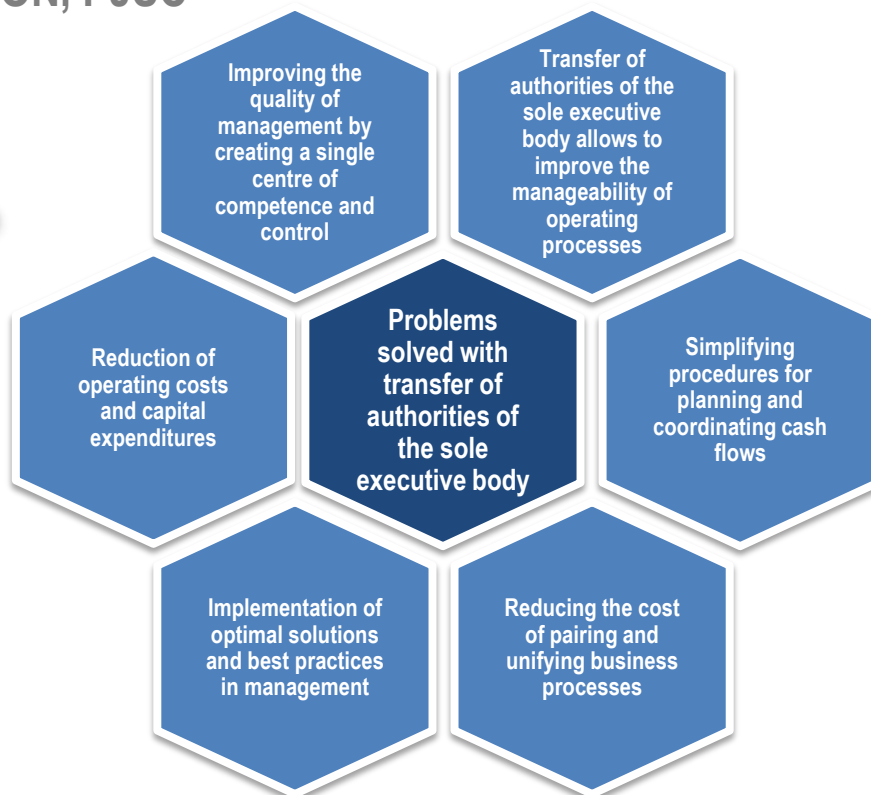 Improving the
quality of
management by
creating a single
centre of
competence and
control
Transfer of
authorities of the
sole executive
body allows to
improve the
manageability of
operating
processes
Reduction of
operating costs
and capital
expenditures
Problems
solved with
transfer of
authorities of
the sole
executive body
Simplifying
procedures for
planning and
coordinating cash
flows
Implementation of
optimal solutions
and best practices
in management
Reducing the cost
of pairing and
unifying business
processes